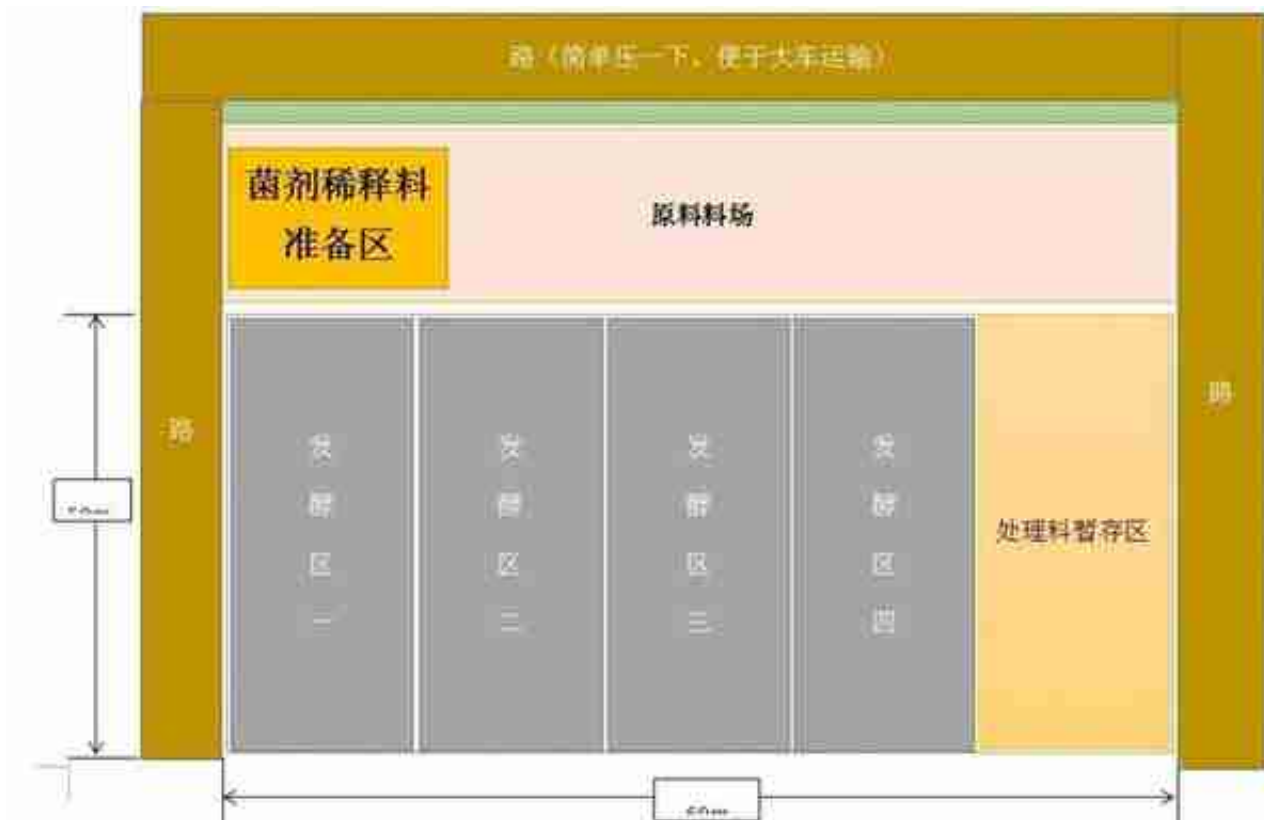 路（简单压一下、便于大车运输）
菌剂稀释料
准备区
原料料场
路
发
酵
区
一
发
酵
区
二
发
酵
区
三
发
酵
区
四
处理料暂存区
路